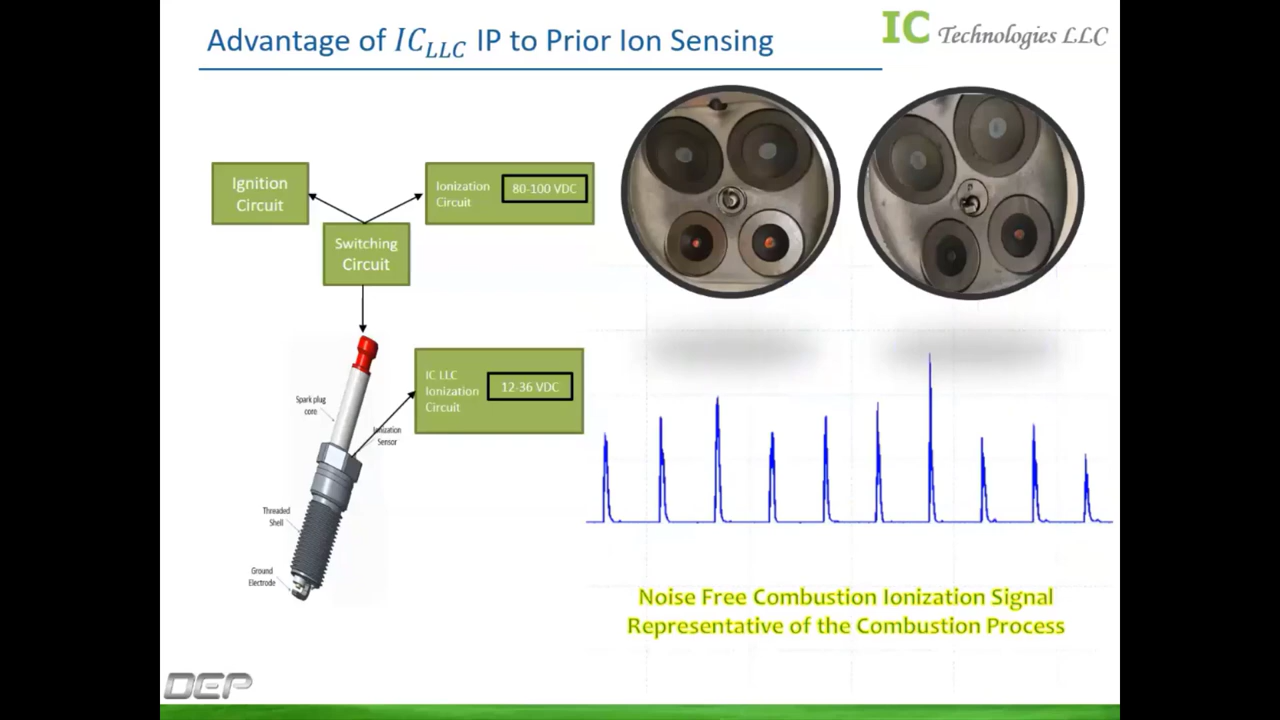 Advantage of IC_LLC IP to Prior Ion Sensing
IC Technologies LLC
Ignition
Circuit
Ionization
Circuit
80-100 VDC
Switching
Circuit
IC LLC
Ionization
Circuit
12-36 VDC
Spark plug
core
Ionization
Sensor
Threaded
Shell
Ground
Electrode
Noise Free Combustion Ionization Signal
Representative of the Combustion Process
DEP